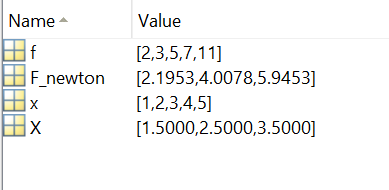 Name Value
f [2,3,5,7,11]
F_newton [2.1953,4.0078,5.9453]
x [1,2,3,4,5]
X [1.5000,2.5000,3.5000]